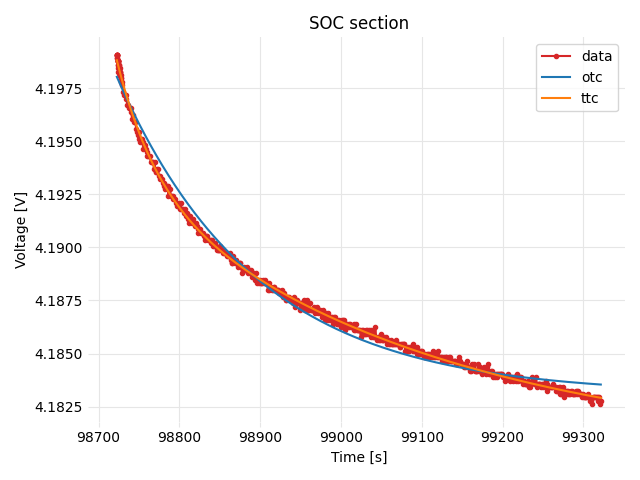 SOC section
data
otc
ttc
4.1975
4.1950
4.1925
4.1900
4.1875
4.1850
4.1825
Voltage [V]
98700 98800 98900 99000 99100 99200 99300
Time [s]